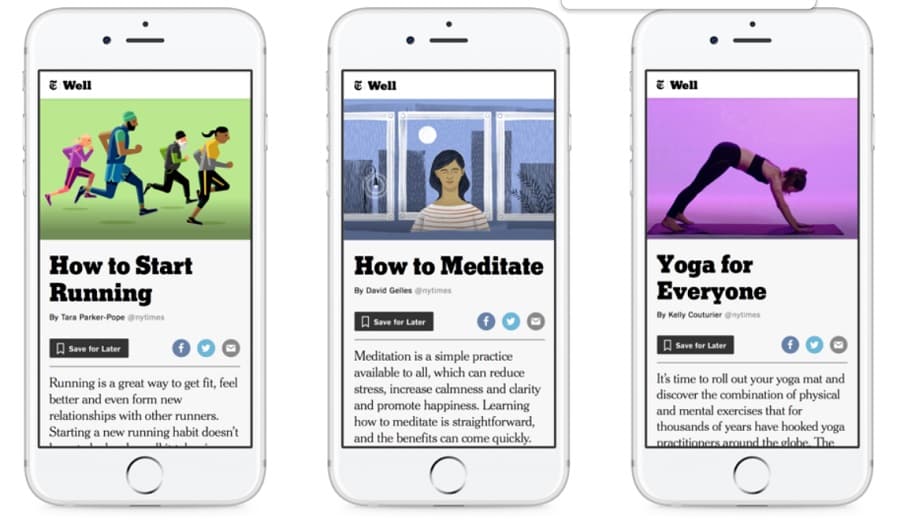 Well
How to Start
Running
By Tara Parker-Pope @nytimes
Save for Later
Running is a great way to get fit, feel
better and even form new
relationships with other runners.
Starting a new running habit doesn't
Well
How to Meditate
By David Gelles @nytimes
Save for Later
Meditation is a simple practice
available to all, which can reduce
stress, increase calmness and clarity
and promote happiness. Learning
how to meditate is straightforward,
and the benefits can come quickly.
Well
Yoga for
Everyone
By Kelly Couturier @nytimes
Save for Later
It's time to roll out your yoga mat and
discover the combination of physical
and mental exercises that for
thousands of years have hooked yoga
practitioners around the globe. The